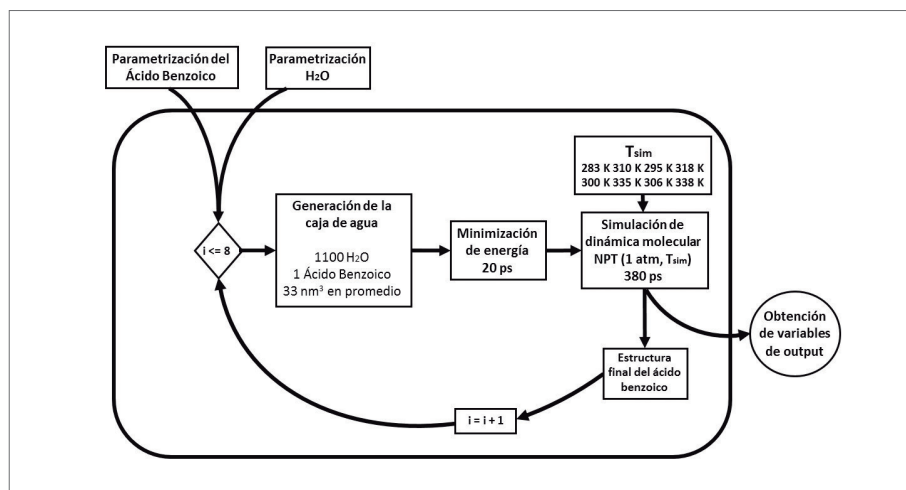 Parametrización del
Ácido Benzoico
Parametrización
H₂O
Tsim
283 K 310 K 295 K 318 K
300 K 335 K 306 K 338 K
i <= 8
Generación de la
caja de agua
1100 H₂O
1 Ácido Benzoico
33 nm³ en promedio
Minimización
de energía
20 ps
Simulación de
dinámica molecular
NPT (1 atm, Tsim)
380 ps
Obtención
de variables
de output
Estructura
final del ácido
benzoico
i = i + 1